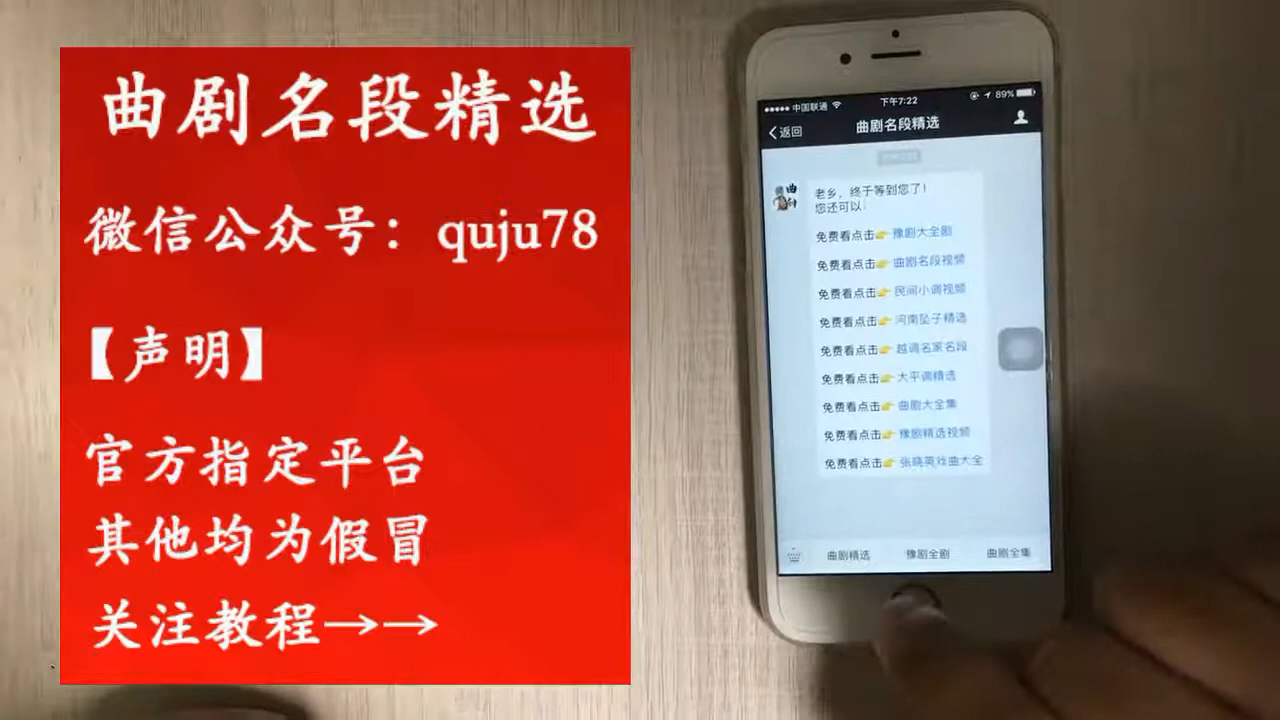 曲剧名段精选
微信公众号：quju78
【声明】
官方指定平台
其他均为假冒
关注教程→→
中国联通 下午7:22 89%
返回 曲剧名段精选
老乡，终于等到您了！
您还可以
免费看点击👉豫剧大全剧
免费看点击👉曲剧名段视频
免费看点击👉民间小调视频
免费看点击👉河南坠子精选
免费看点击👉越调名家名段
免费看点击👉大平调精选
免费看点击👉曲剧大全集
免费看点击👉豫剧精选视频
免费看点击👉张晓英戏曲大全
曲剧精选 豫剧全剧 曲剧全集